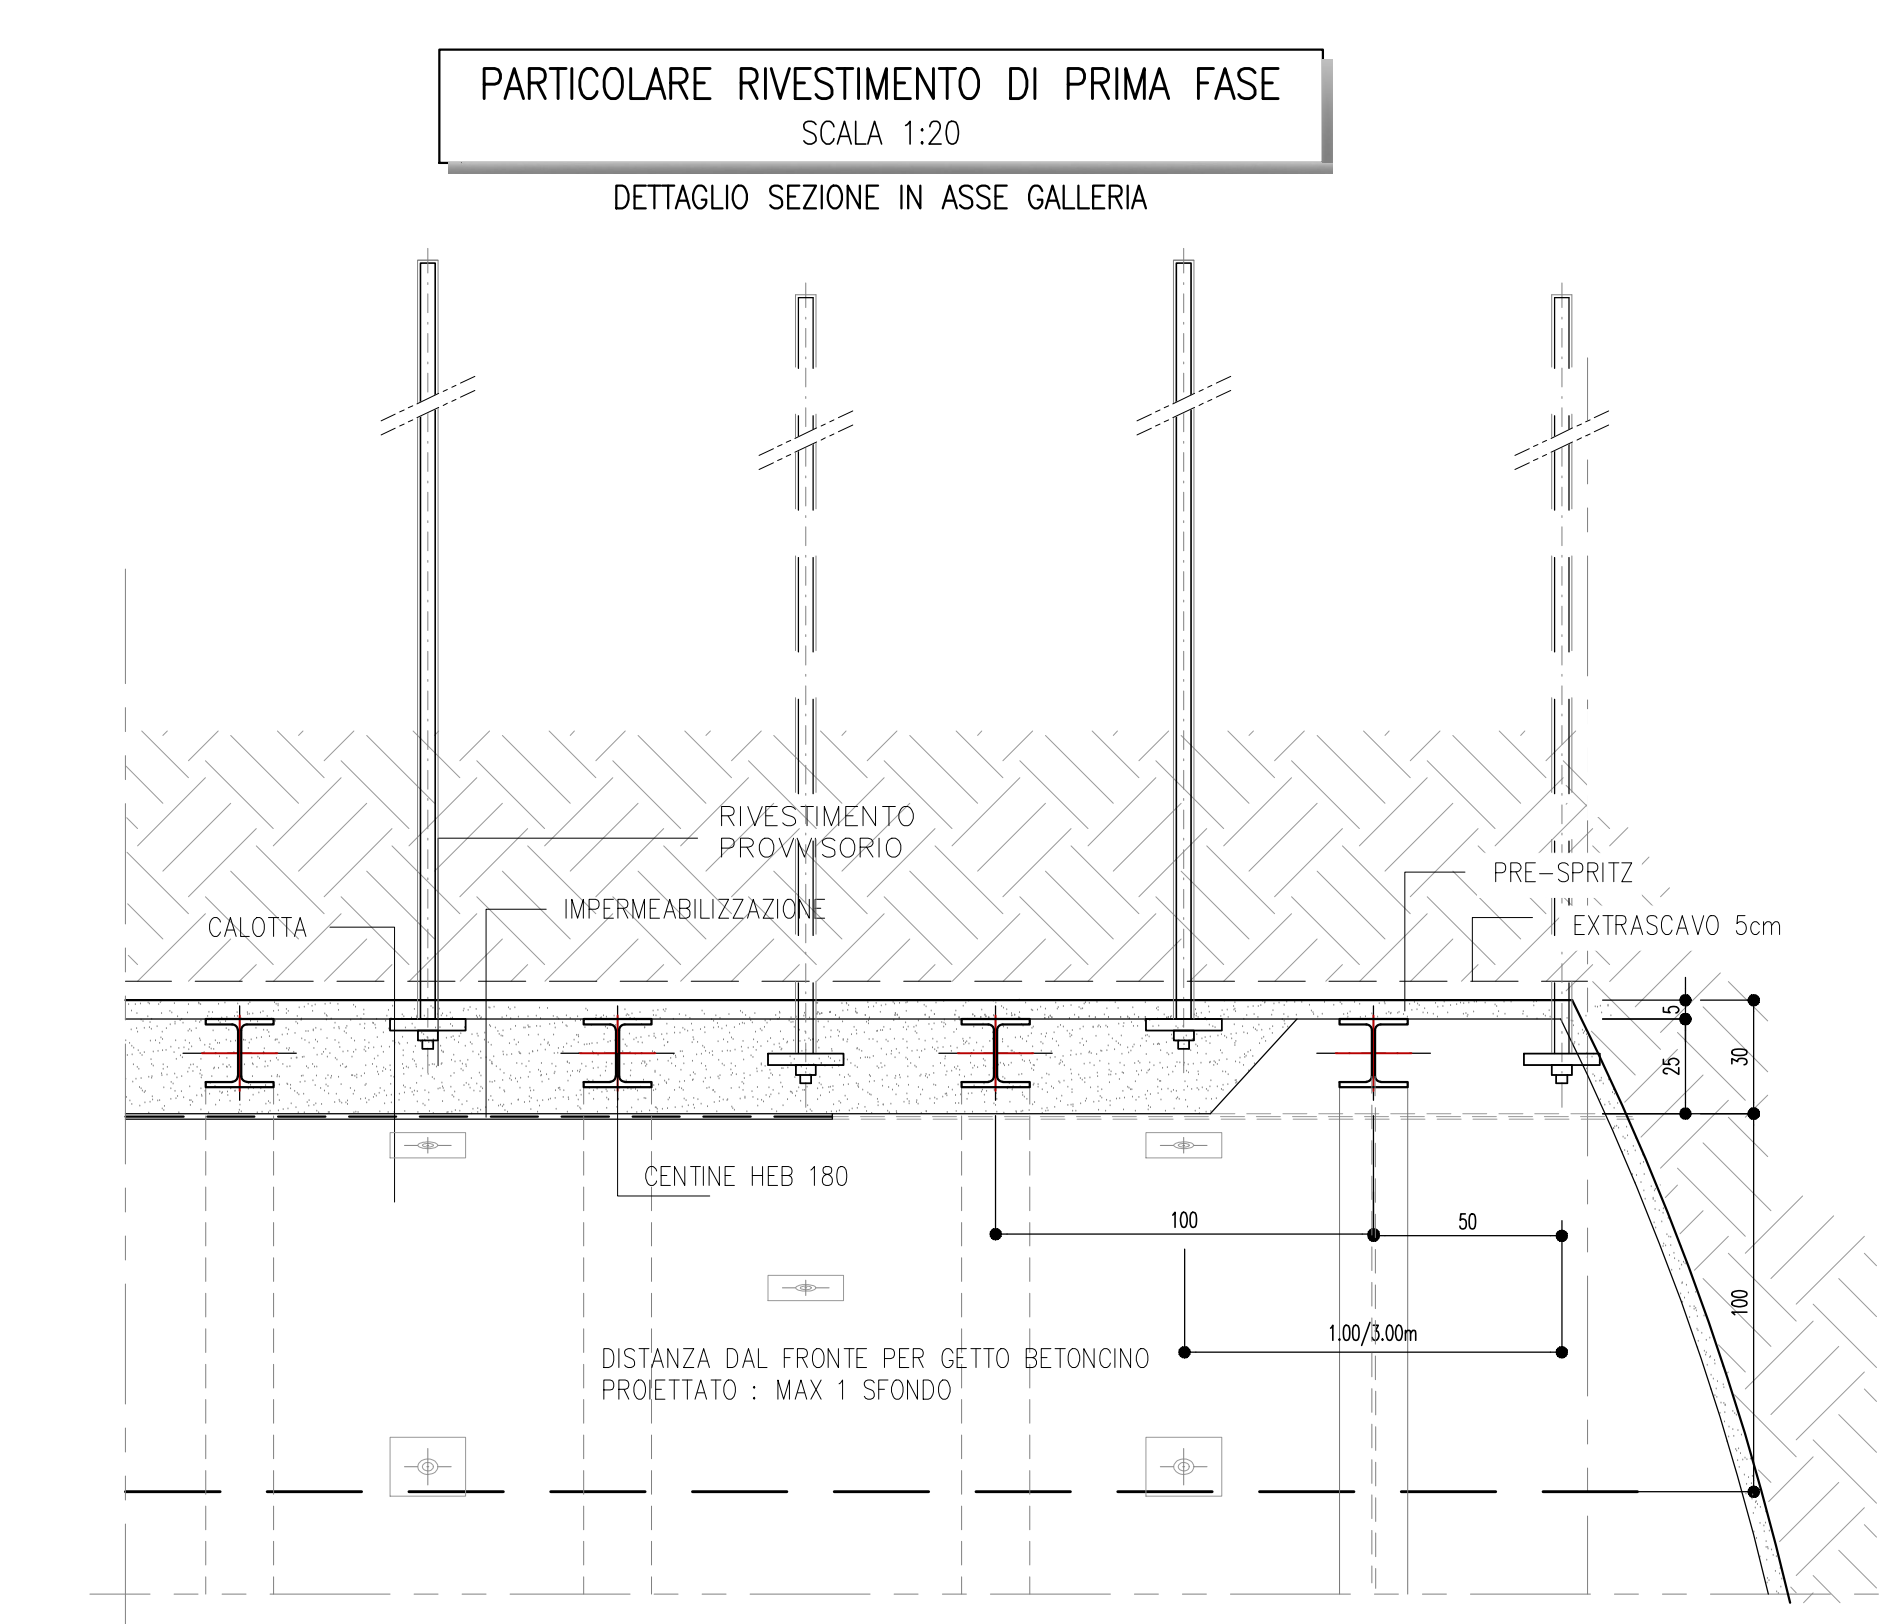 PARTICOLARE RIVESTIMENTO DI PRIMA FASE
SCALA 1:20
DETTAGLIO SEZIONE IN ASSE GALLERIA
RIVESTIMENTO
PROVVISORIO
PRE-SPRITZ
IMPERMEABILIZZAZIONE
CALOTTA
EXTRASCAVO 5cm
5
25
30
CENTINE HEB 180
100
50
100
1.00/3.00m
DISTANZA DAL FRONTE PER GETTO BETONCINO
PROIETTATO : MAX 1 SFONDO